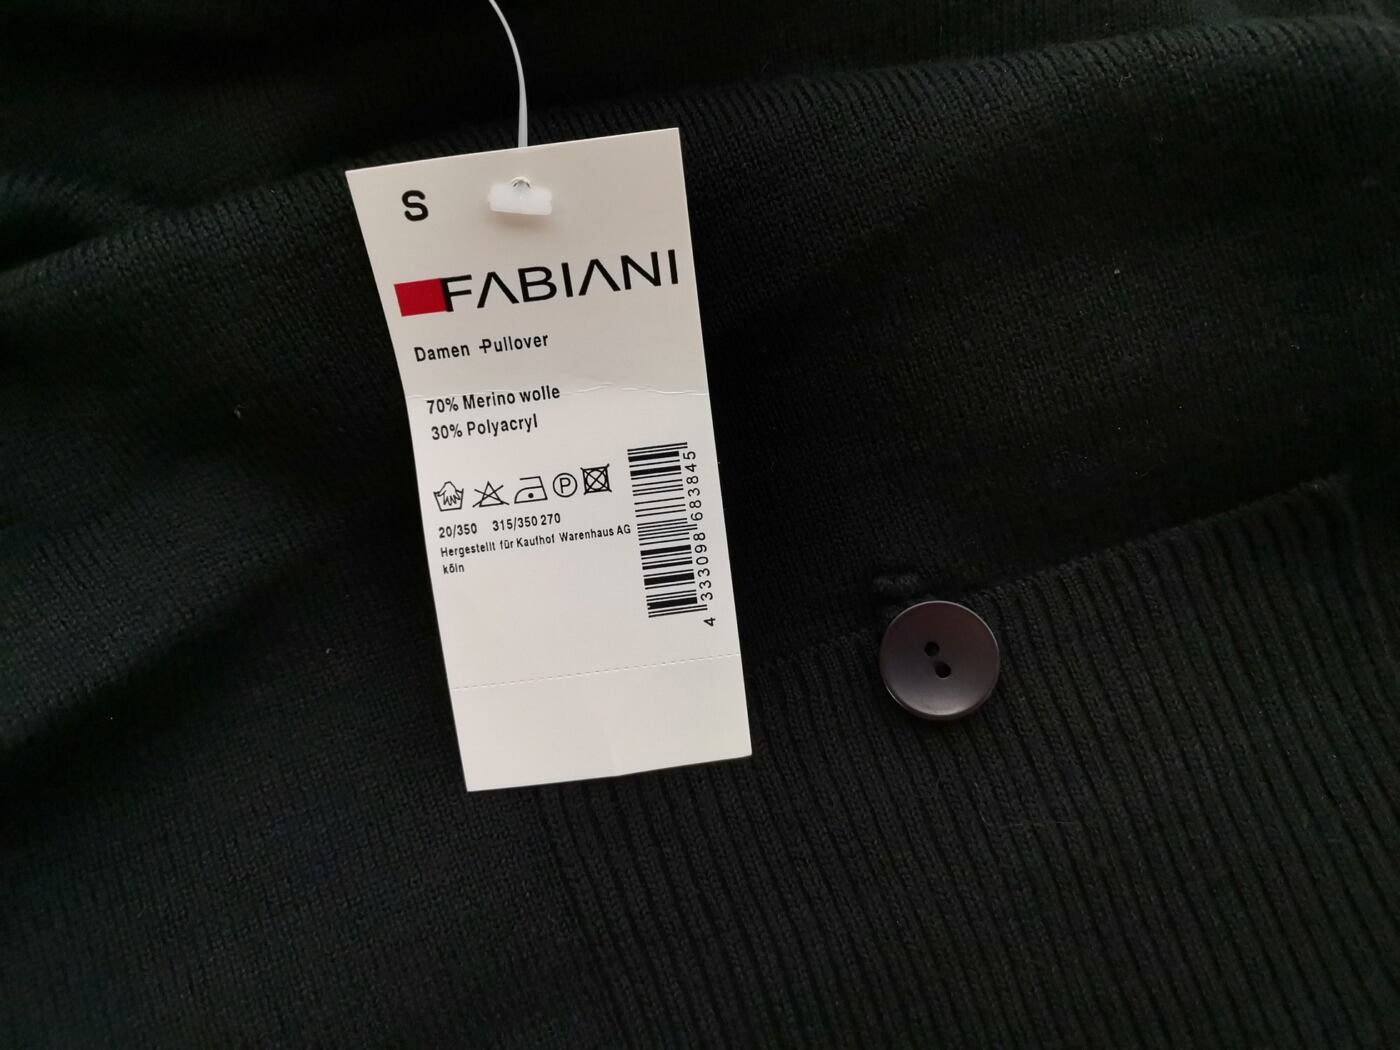 S
FABIANI
Damen -Pullover
70% Merino wolle
30% Polyacryl
P
20/350 315/350 270
Hergestellt für Kaufhof Warenhaus AG
köln
4 333098 683845